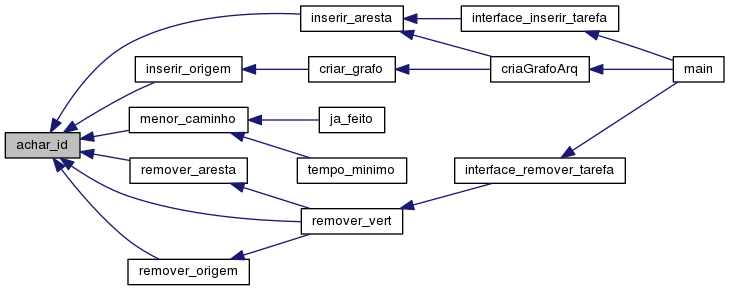 inserir_aresta
interface_inserir_tarefa
inserir_origem
criar_grafo
criaGrafoArq
main
menor_caminho
ja_feito
achar_id
remover_aresta
tempo_minimo
interface_remover_tarefa
remover_vert
remover_origem